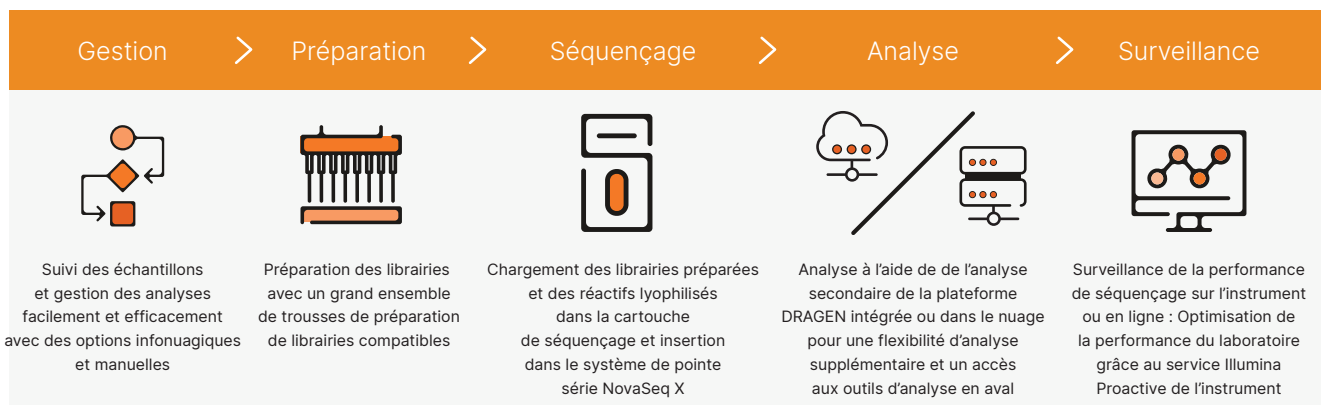 Gestion
Préparation
Séquençage
Analyse
Surveillance
Suivi des échantillons
et gestion des analyses
facilement et efficacement
avec des options infonuagiques
et manuelles
Préparation des librairies
avec un grand ensemble
de trousses de préparation
de librairies compatibles
Chargement des librairies préparées
et des réactifs lyophilisés
dans la cartouche
de séquençage et insertion
dans le système de pointe
série NovaSeq X
Analyse à l’aide de de l’analyse
secondaire de la plateforme
DRAGEN intégrée ou dans le nuage
pour une flexibilité d’analyse
supplémentaire et un accès
aux outils d’analyse en aval
Surveillance de la performance
de séquençage sur l’instrument
ou en ligne : Optimisation de
la performance du laboratoire
grâce au service Illumina
Proactive de l’instrument